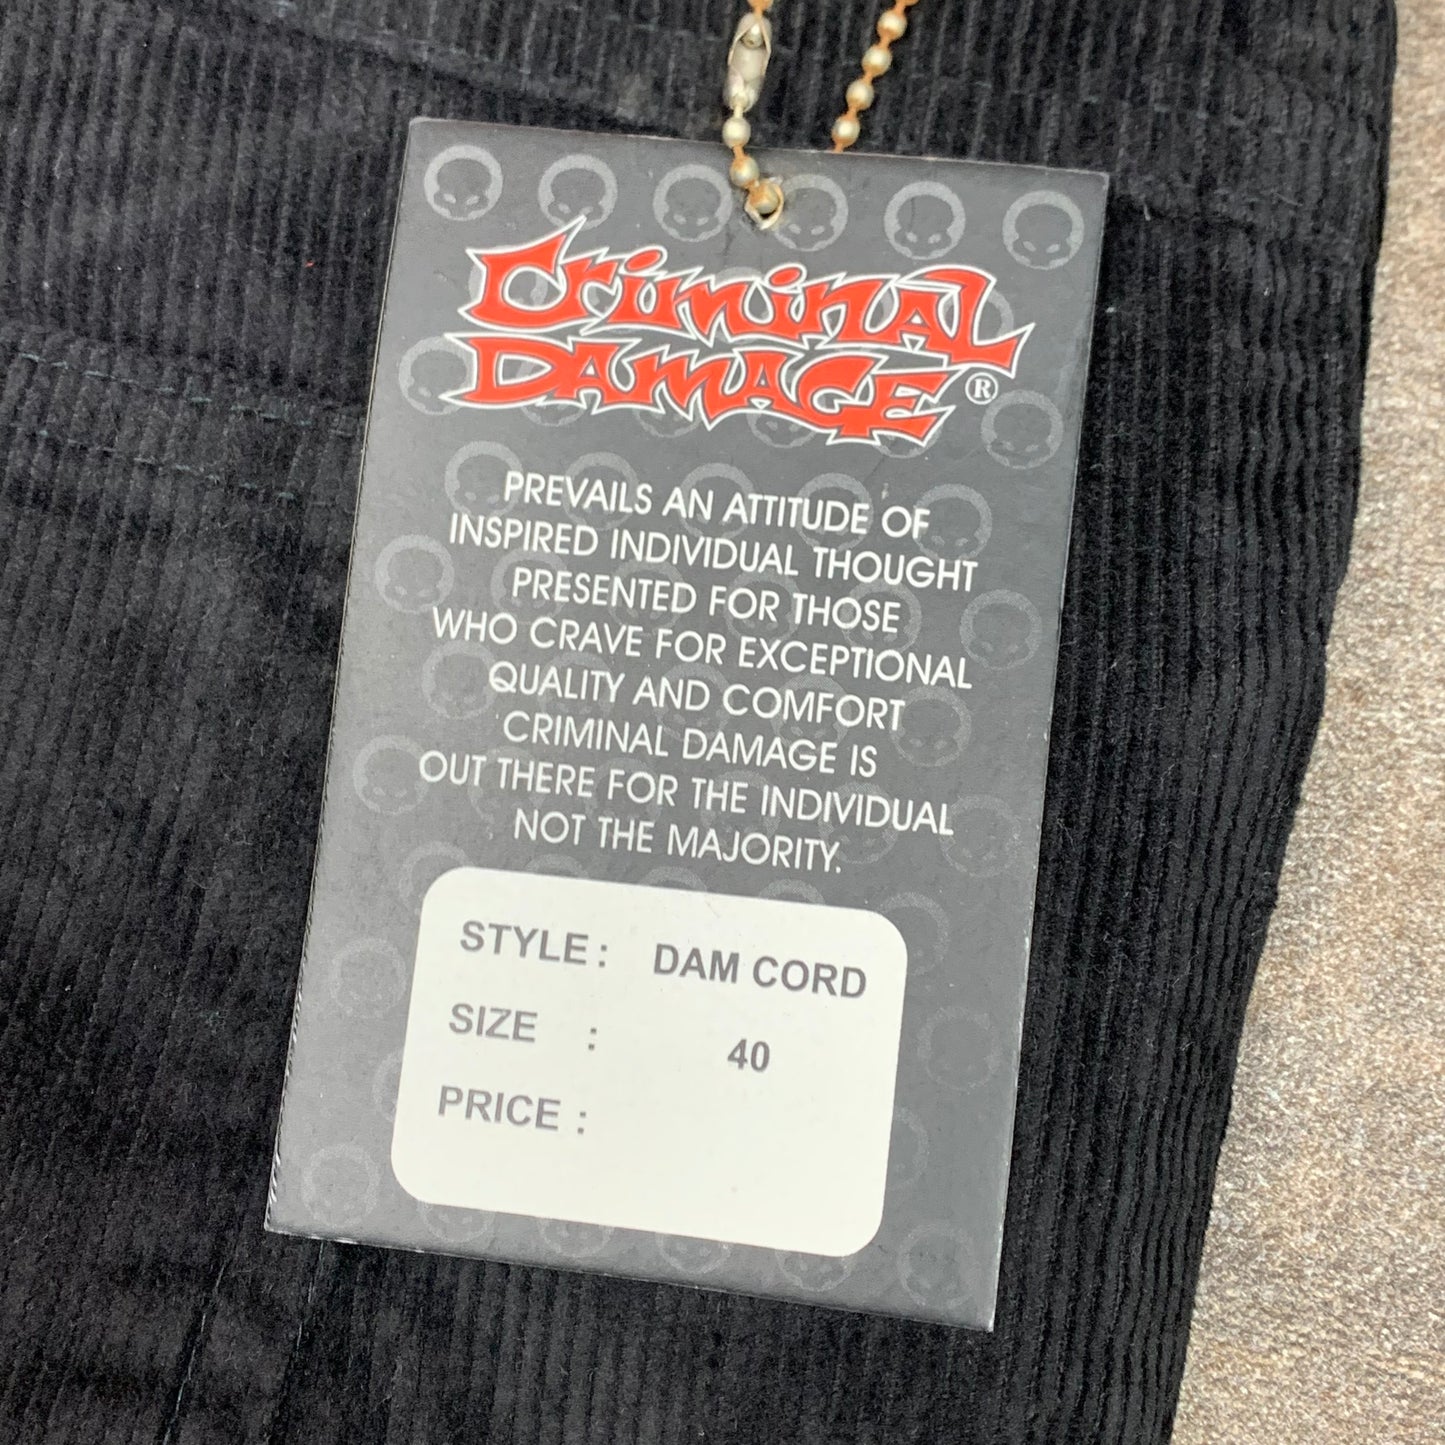 Criminal
Damage ®
PREVAILS AN ATTITUDE OF
INSPIRED INDIVIDUAL THOUGHT
PRESENTED FOR THOSE
WHO CRAVE FOR EXCEPTIONAL
QUALITY AND COMFORT
CRIMINAL DAMAGE IS
OUT THERE FOR THE INDIVIDUAL
NOT THE MAJORITY.
STYLE : DAM CORD
SIZE : 40
PRICE :